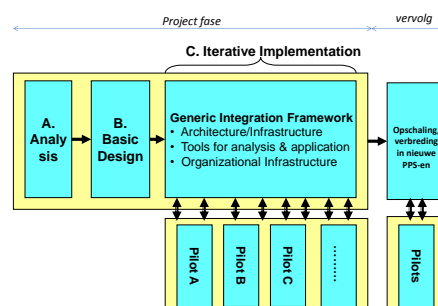 Project fase
vervolg
C. Iterative Implementation
A.
Analy
sis
B.
Basic
Design
Generic Integration Framework
• Architecture/Infrastructure
• Tools for analysis & application
• Organizational Infrastructure
Opschaling,
verbreding
in nieuwe
PPS-en
Pilot A
Pilot B
Pilot C
..........
Pilots